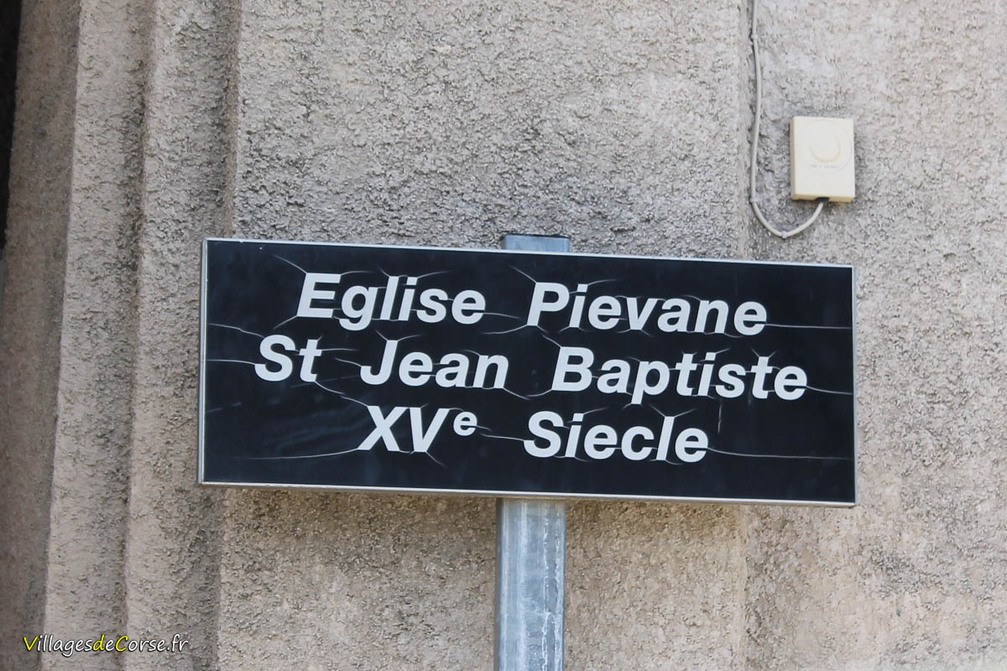 Eglise Pievane
St Jean Baptiste
XVe Siecle
VillagesdeCorse.fr